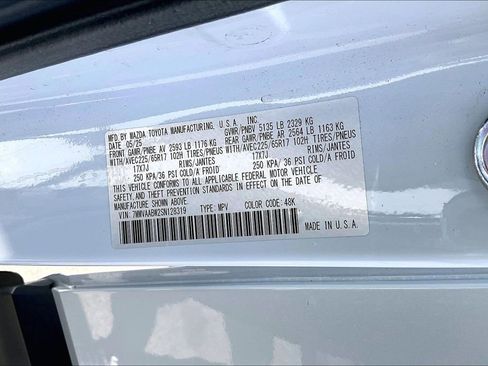 MFD BY MAZDA TOYOTA MANUFACTURING, U.S.A., INC.
DATE: 05/25 GVWR/PNBV 5135 LB 2329 KG
FRONT GAWR/PNBE AV 2593 LB 1176 KG REAR GAWR/PNBE AR 2564 LB 1163 KG
WITH/AVEC225/65R17 102H TIRES/PNEUS WITH/AVEC225/65R17 102H TIRES/PNEUS
17X7J RIMS/JANTES 17X7J RIMS/JANTES
250 KPA/36 PSI COLD/A FROID 250 KPA/36 PSI COLD/A FROID
THIS VEHICLE CONFORMS TO ALL APPLICABLE FEDERAL MOTOR VEHICLE
SAFETY, AND THEFT PREVENTION STANDARDS IN EFFECT ON THE DATE OF
MANUFACTURE SHOWN ABOVE.
VIN: 7MMVAABM2SN128319 TYPE: MPV COLOR CODE: 48K